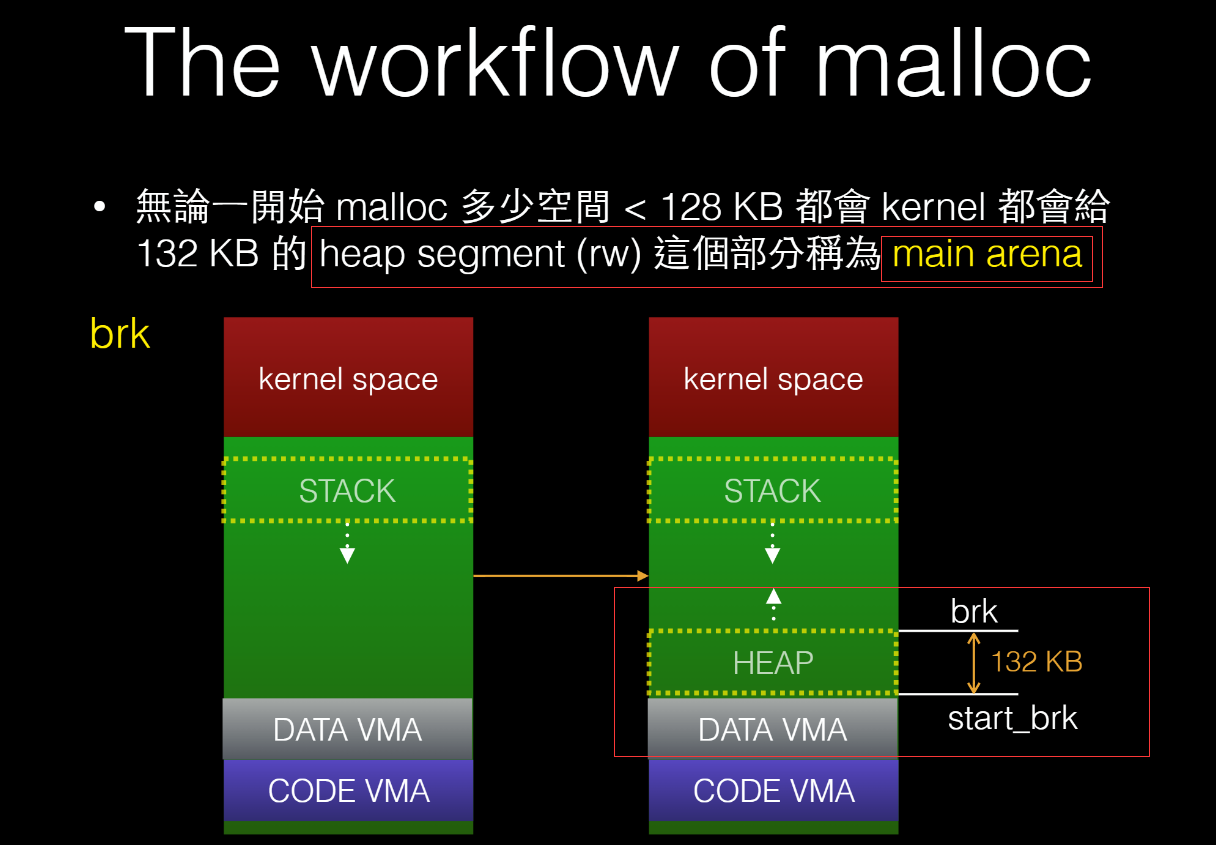 The workflow of malloc
• 無論一開始 malloc 多少空間 < 128 KB 都會 kernel 都會給
132 KB 的 heap segment (rw) 這個部分稱為 main arena
brk
kernel space
STACK
DATA VMA
CODE VMA
kernel space
STACK
HEAP
DATA VMA
CODE VMA
brk
132 KB
start_brk